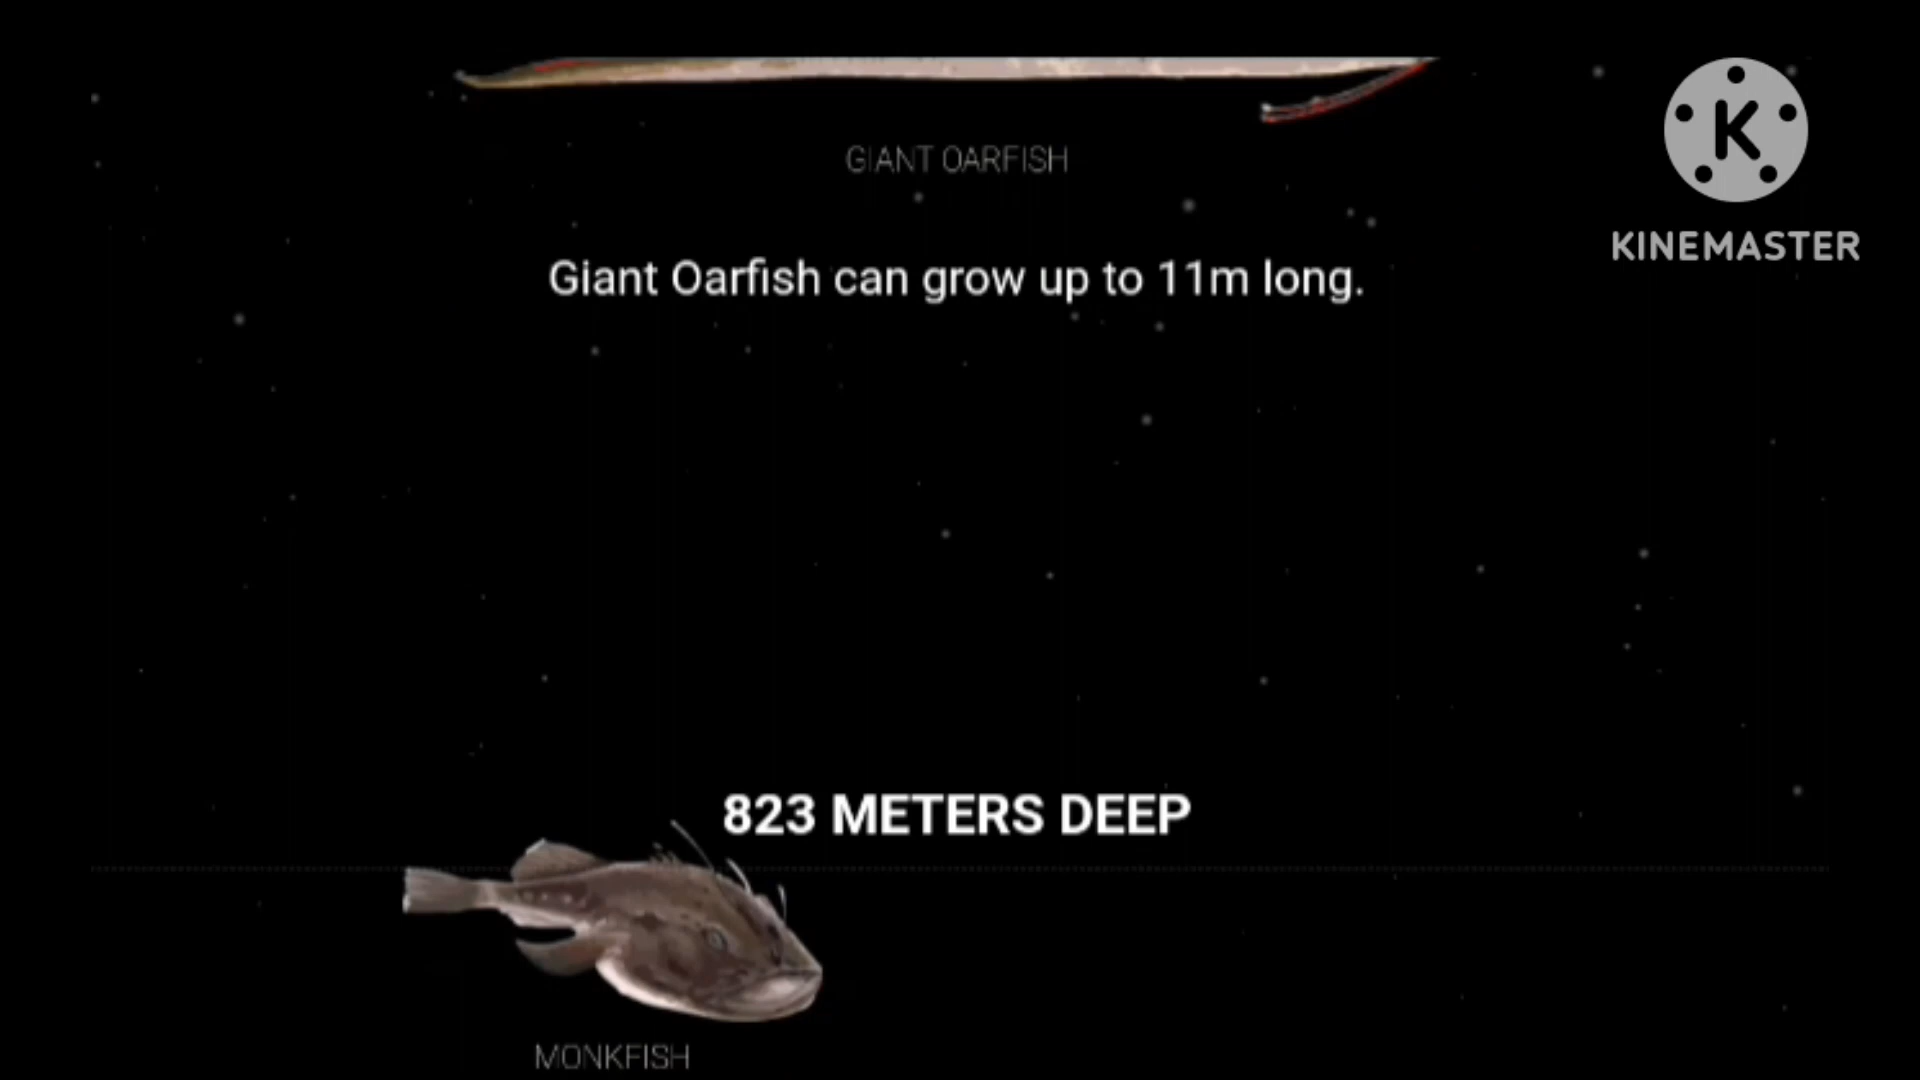 GIANT OARFISH
K
KINEMASTER
Giant Oarfish can grow up to 11m long.
823 METERS DEEP
MONKFISH